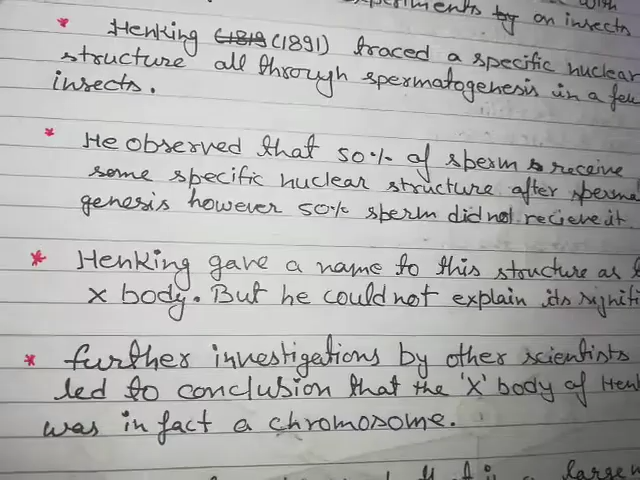 experiments by on insects with
* Henking (1819 (1891) traced a specific nuclear
structure all through spermatogenesis in a few
insects.
* He observed that 50% of sperm receive
some specific nuclear structure after sperma
genesis however 50% sperm did not recieve it.
* Henking gave a name to this structure as
X body. But he could not explain its signifi
* further investigations by other scientists
led to conclusion that the 'X' body of Henk
was in fact a chromosome.
a large